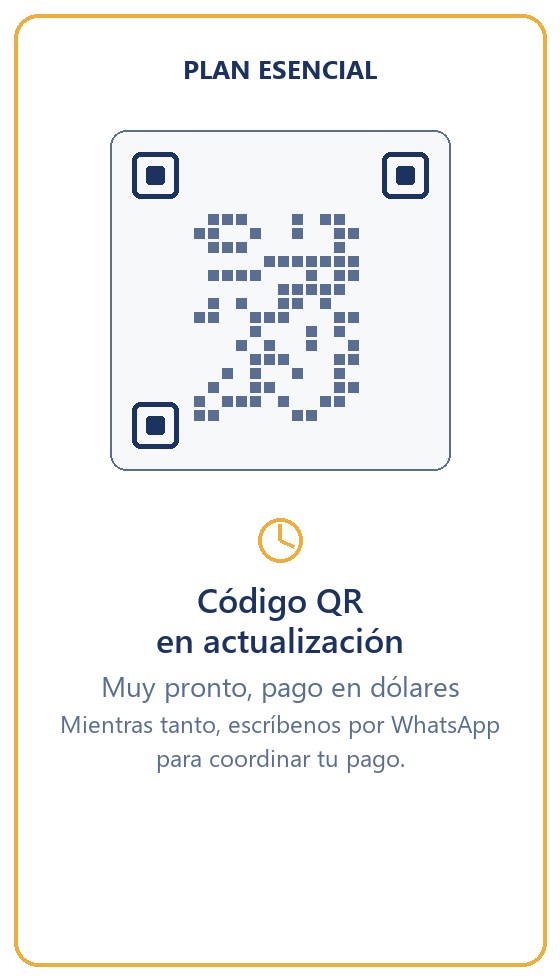 PLAN ESENCIAL
Código QR
en actualización
Muy pronto, pago en dólares
Mientras tanto, escríbenos por WhatsApp
para coordinar tu pago.